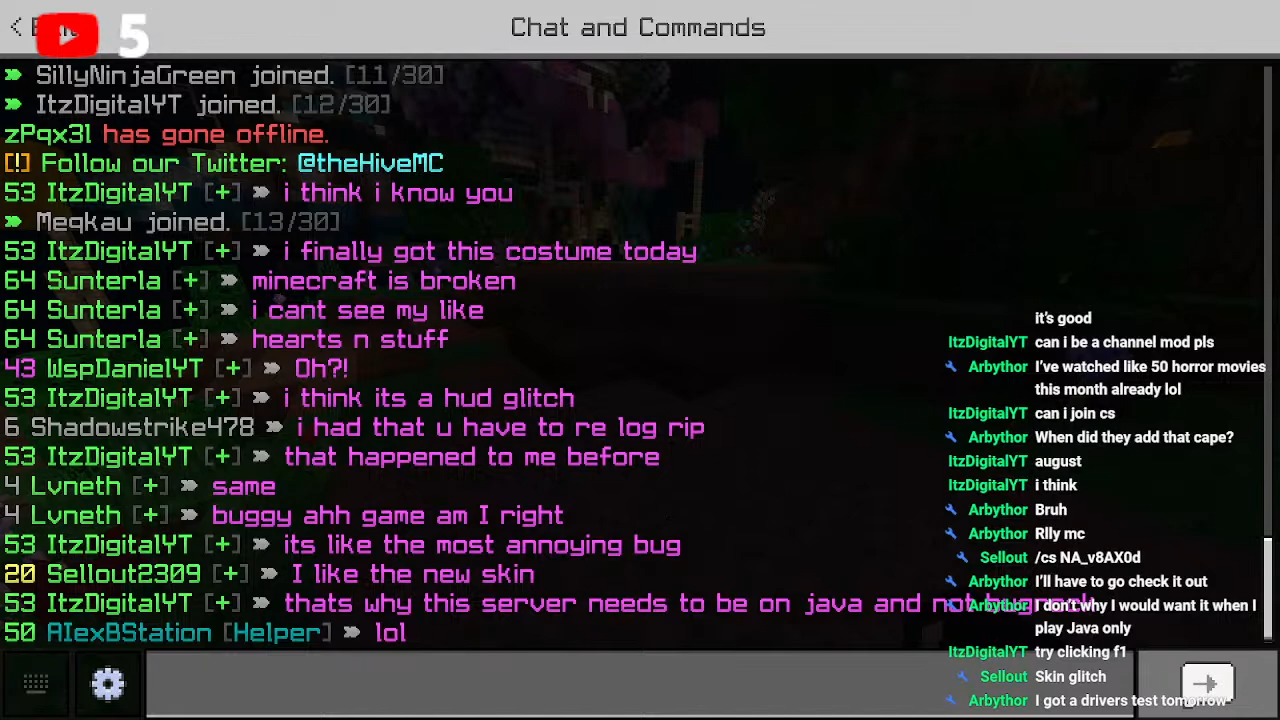 Chat and Commands
5
» SillyNinjaGreen joined. [11/30]
» ItzDigitalYT joined. [12/30]
zPqx3l has gone offline.
[!] Follow our Twitter: @theHiveMC
53 ItzDigitalYT [+] » i think i know you
» Meqkau joined. [13/30]
53 ItzDigitalYT [+] » i finally got this costume today
64 Sunterla [+] » minecraft is broken
64 Sunterla [+] » i cant see my like
64 Sunterla [+] » hearts n stuff
43 WspDanielYT [+] » Oh?!
53 ItzDigitalYT [+] » i think its a hud glitch
6 Shadowstrike478 » i had that u have to re log rip
53 ItzDigitalYT [+] » that happened to me before
4 Lvneth [+] » same
4 Lvneth [+] » buggy ahh game am I right
53 ItzDigitalYT [+] » its like the most annoying bug
20 Sellout2309 [+] » I like the new skin
53 ItzDigitalYT [+] » thats why this server needs to be on java and not bugrock
50 AIexBStation [Helper] » lol
it's good
ItzDigitalYT can i be a channel mod pls
Arbythor I've watched like 50 horror movies
this month already lol
ItzDigitalYT can i join cs
Arbythor When did they add that cape?
ItzDigitalYT august
ItzDigitalYT i think
Arbythor Bruh
Arbythor Rlly mc
Sellout /cs NA_v8AX0d
Arbythor I'll have to go check it out
Arbythor I don't why I would want it when I
play Java only
ItzDigitalYT try clicking f1
Sellout Skin glitch
Arbythor I got a drivers test tomorrow